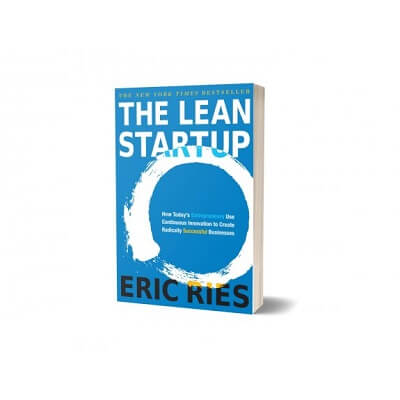 THE NEW YORK TIMES BESTSELLER
THE LEAN
STARTUP
How Today's Entrepreneurs Use
Continuous Innovation to Create
Radically Successful Businesses
ERIC RIES